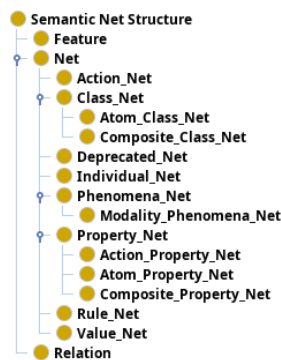 Semantic Net Structure
Feature
Net
Action_Net
Class_Net
Atom_Class_Net
Composite_Class_Net
Deprecated_Net
Individual_Net
Phenomena_Net
Modality_Phenomena_Net
Property_Net
Action_Property_Net
Atom_Property_Net
Composite_Property_Net
Rule_Net
Value_Net
Relation